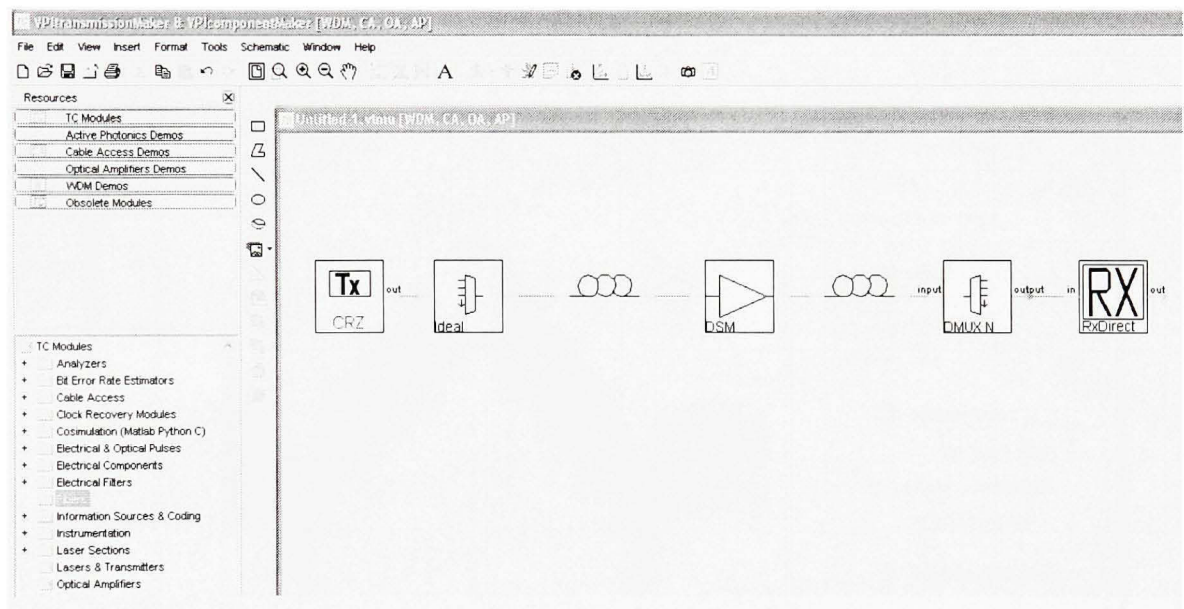 VPItransmissionMaker & VPIcomponentMaker [WDM, CA, OA, AP]
File Edit View Insert Format Tools Schematic Window Help
A
Resources
TC Modules
Active Photonics Demos
Cable Access Demos
Optical Amplifiers Demos
WDM Demos
Obsolete Modules
Untitled 1.vtmu [WDM, CA, OA, AP]
Tx
out
CRZ
Ideal
DSM
input
output
DMUX N
in
RX
out
RxDirect
TC Modules
Analyzers
Bit Error Rate Estimators
Cable Access
Clock Recovery Modules
Cosimulation (Matlab Python C)
Electrical & Optical Pulses
Electrical Components
Electrical Filters
Fibers
Information Sources & Coding
Instrumentation
Laser Sections
Lasers & Transmitters
Optical Amplifiers